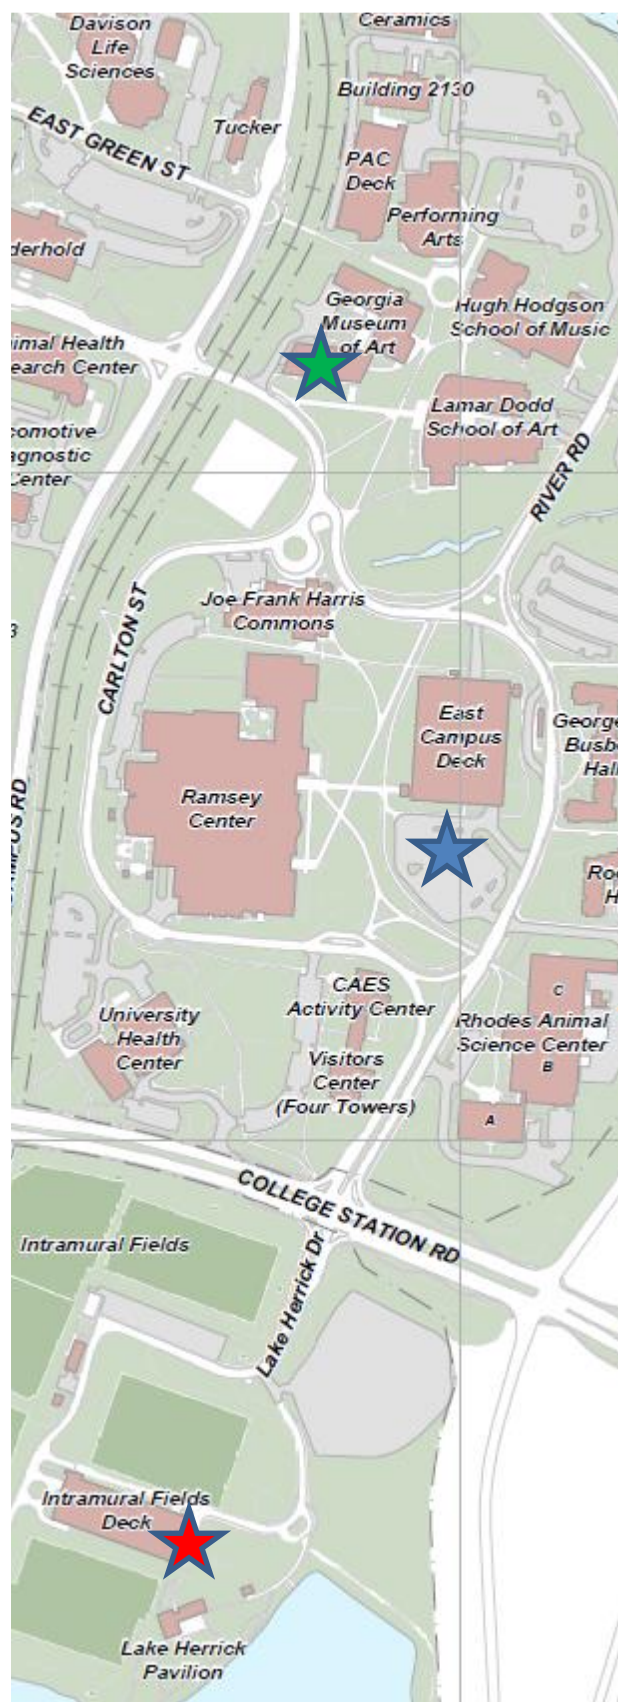 Ceramics
Davison
Life
Sciences
Building 2130
EAST GREEN ST
Tucker
PAC
Deck
Performing
Arts
derhold
Georgia
Museum
of Art
Hugh Hodgson
School of Music
imal Health
earch Center
Lamar Dodd
School of Art
comotive
agnostic
Center
RIVER RD
CARLTON ST
Joe Frank Harris
Commons
3
East
Campus
Deck
George
Busb
Hall
Ramsey
Center
MPUS RD
Ro
H
CAES
Activity Center
C
University
Health
Center
Rhodes Animal
Science Center
B
Visitors
Center
(Four Towers)
A
COLLEGE STATION RD
Intramural Fields
Lake Herrick Dr
Intramural Fields
Deck
Lake Herrick
Pavilion